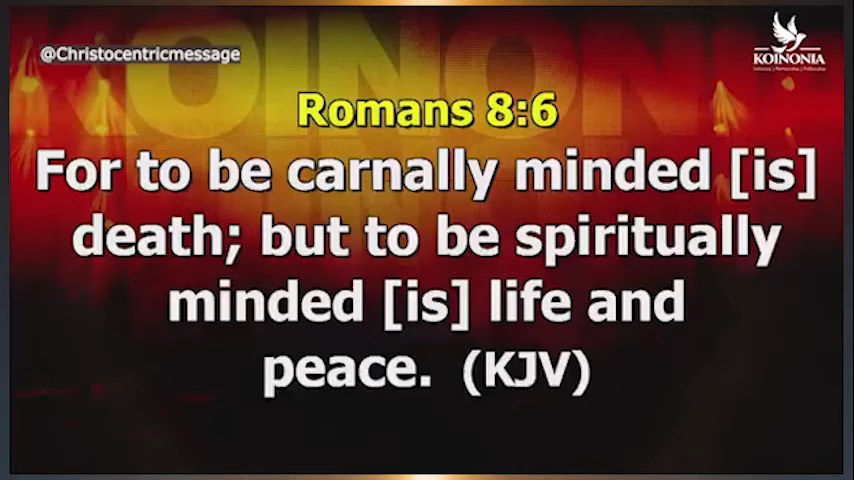 @Christocentricmessage
KOINONIA
Romans 8:6
For to be carnally minded [is]
death; but to be spiritually
minded [is] life and
peace. (KJV)